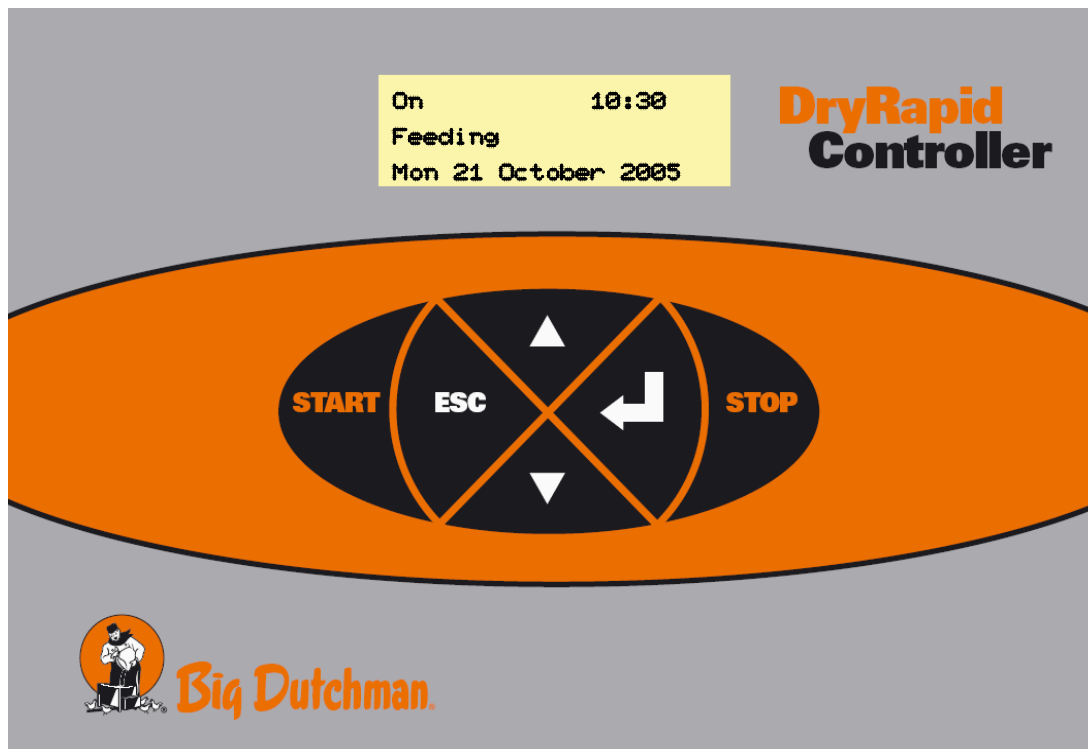 On 10:30
Feeding
Mon 21 October 2005
DryRapid
Controller
START ESC STOP
Big Dutchman®